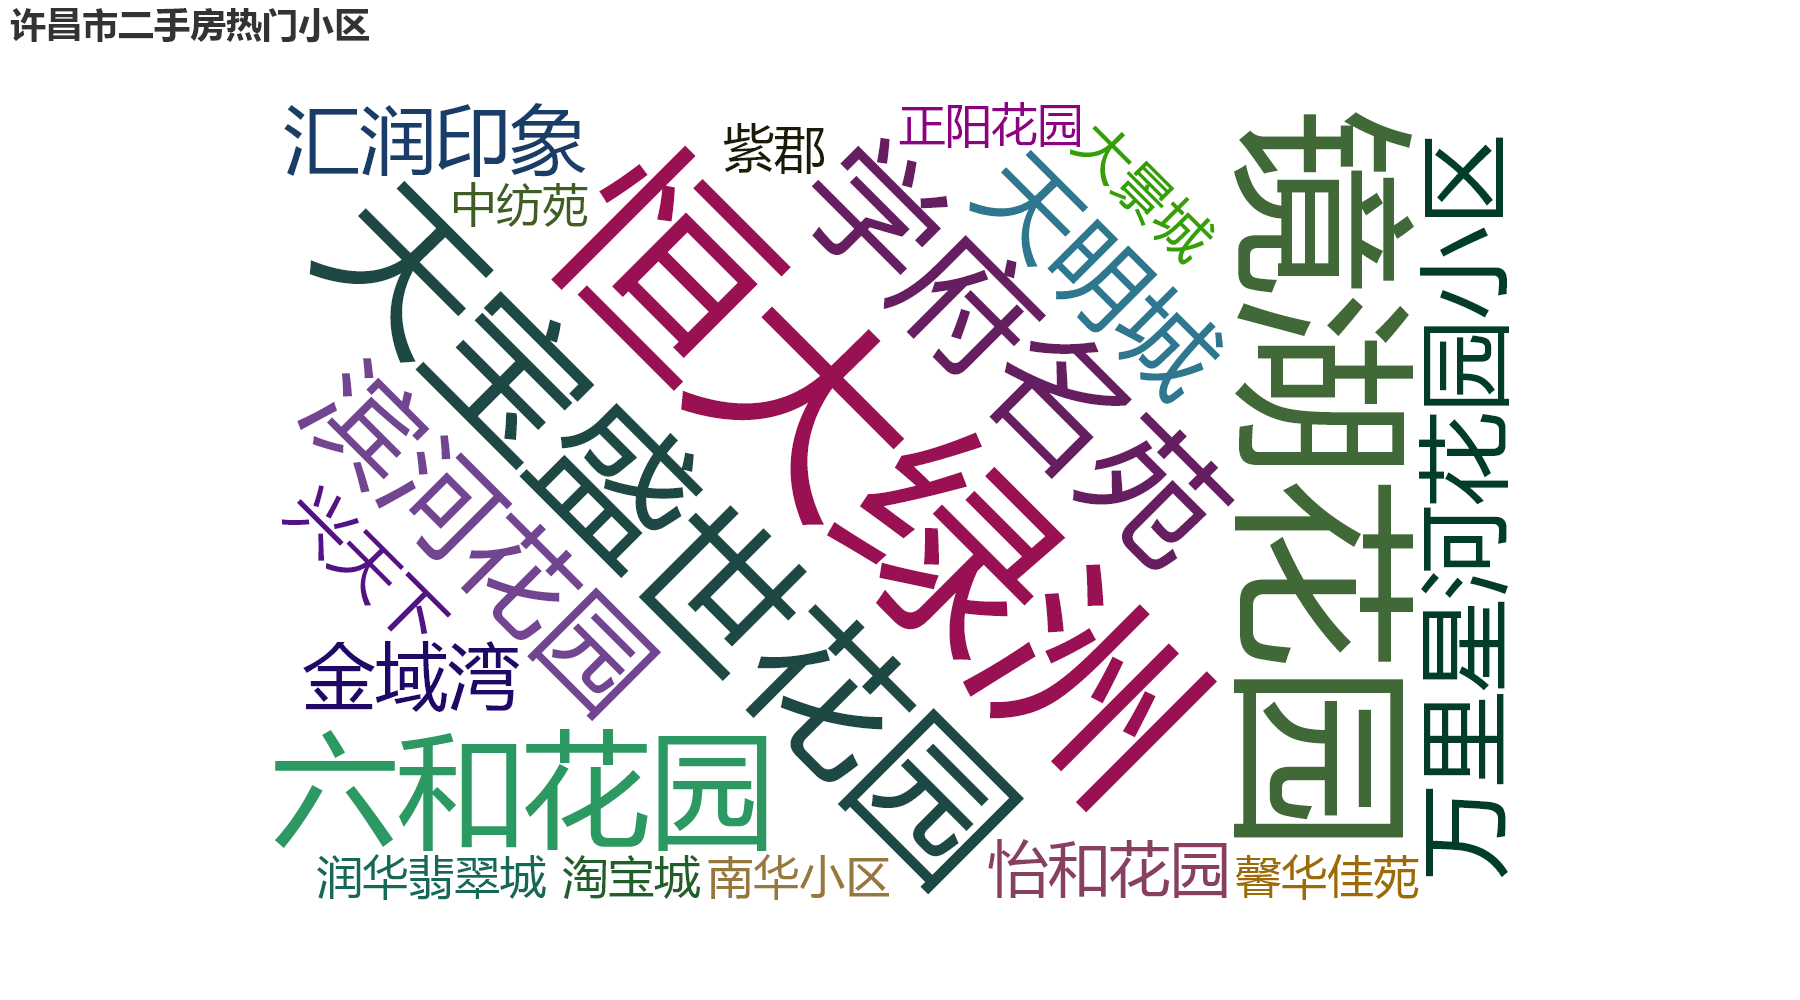 许昌市二手房热门小区
汇润印象
紫郡
正阳花园
大景城
中纺苑
恒大绿洲
学府名苑
天明城
镜湖花园
万里星河花园小区
天宝盛世花园
滨河花园
兴天下
金域湾
六和花园
润华翡翠城
淘宝城
南华小区
怡和花园
馨华佳苑